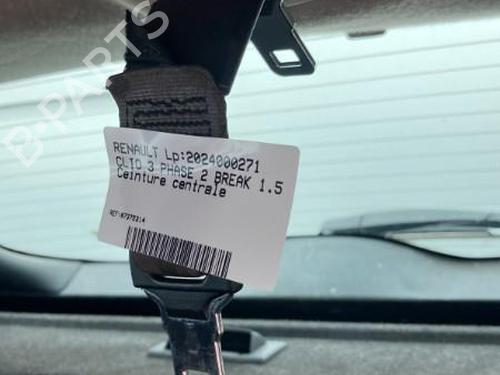 B-PARTS
RENAULT Lp:2024000271
CLIO 3 PHASE 2 BREAK 1.5
Ceinture centrale